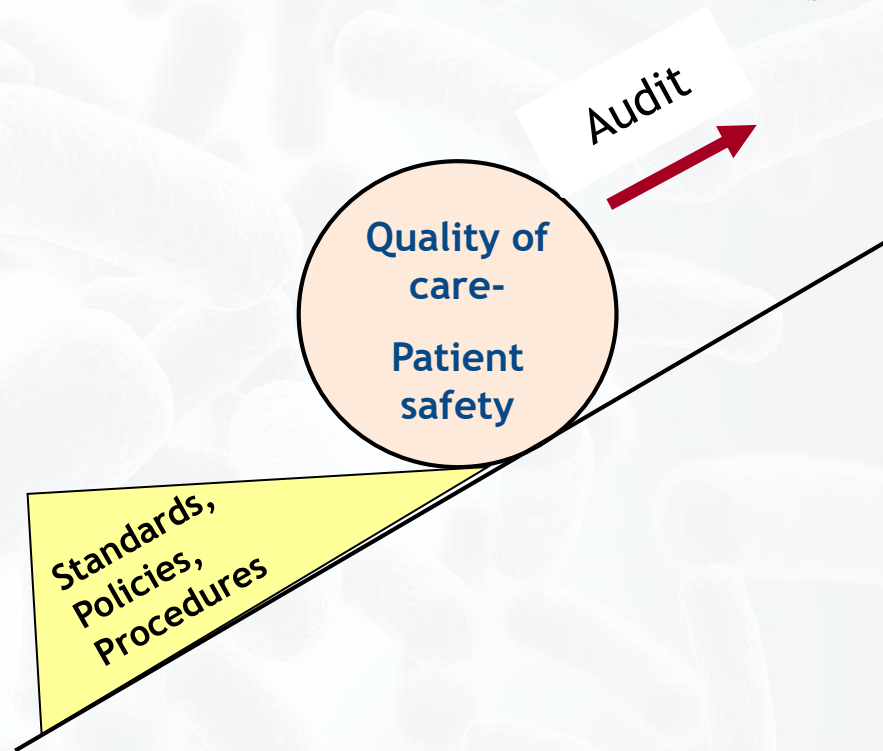 Audit
Quality of
care-
Patient
safety
Standards,
Policies,
Procedures